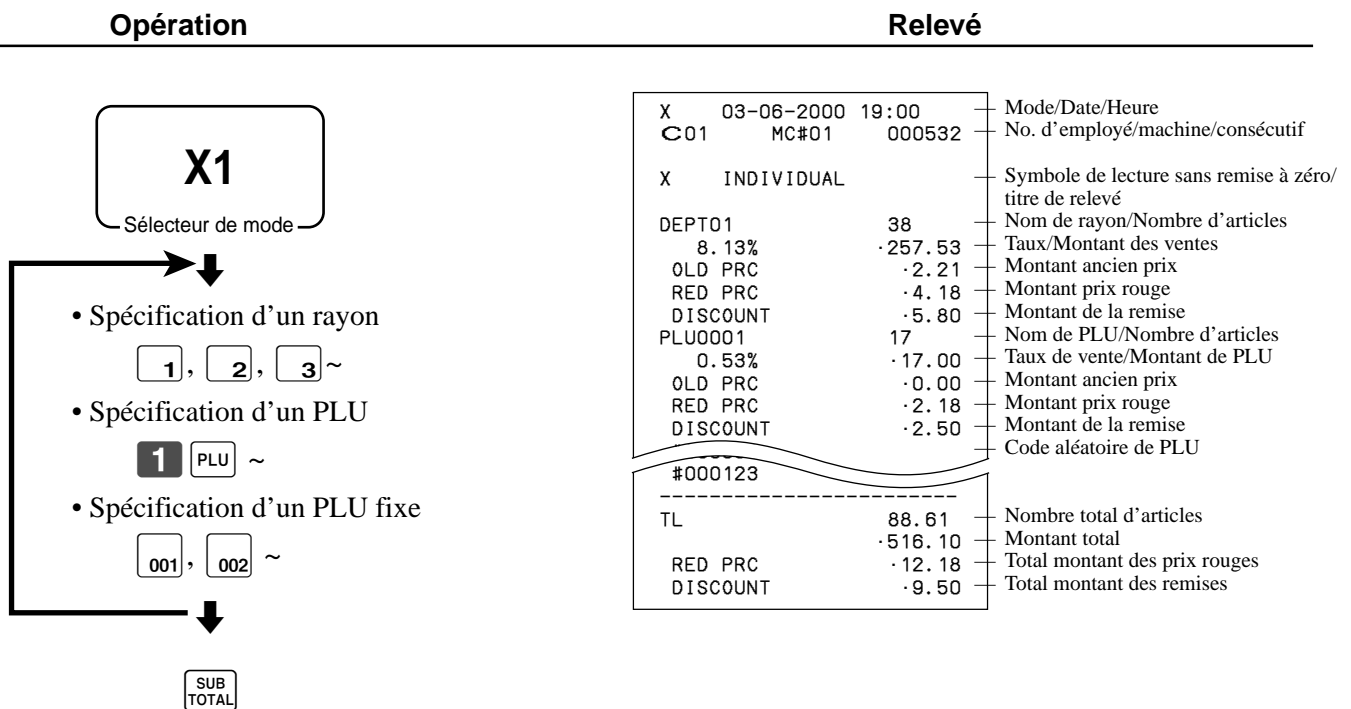 Opération
Relevé
X1
Sélecteur de mode
• Spécification d’un rayon
1, 2, 3 ~
• Spécification d’un PLU
1 PLU ~
• Spécification d’un PLU fixe
001, 002 ~
SUB
TOTAL
X 03-06-2000 19:00 Mode/Date/Heure
C01 MC#01 000532 No. d’employé/machine/consécutif
X INDIVIDUAL Symbole de lecture sans remise à zéro/
titre de relevé
DEPT01 38 Nom de rayon/Nombre d’articles
8.13% ·257.53 Taux/Montant des ventes
OLD PRC ·2.21 Montant ancien prix
RED PRC ·4.18 Montant prix rouge
DISCOUNT ·5.80 Montant de la remise
PLU0001 17 Nom de PLU/Nombre d’articles
0.53% ·17.00 Taux de vente/Montant de PLU
OLD PRC ·0.00 Montant ancien prix
RED PRC ·2.18 Montant prix rouge
DISCOUNT ·2.50 Montant de la remise
Code aléatoire de PLU
#000123
TL 88.61 Nombre total d’articles
·516.10 Montant total
RED PRC ·12.18 Total montant des prix rouges
DISCOUNT ·9.50 Total montant des remises